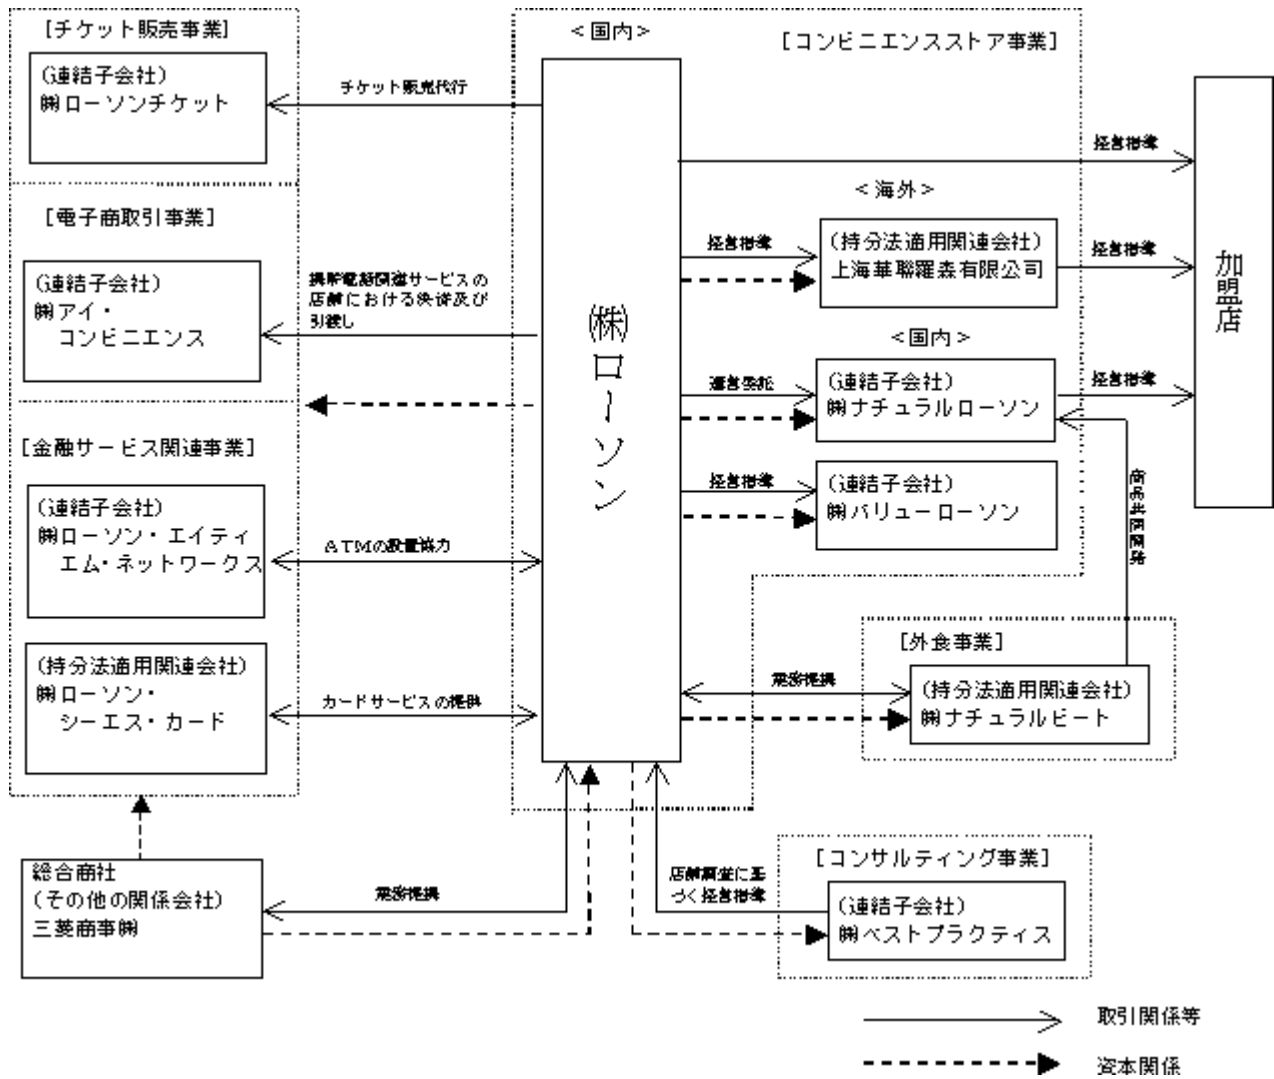 [チケット販売事業]
(連結子会社)
㈱ローソンチケット
チケット販売代行
<国内>
[コンビニエンスストア事業]
㈱ローソン
経営指導
加盟店
[電子商取引事業]
(連結子会社)
㈱アイ・
コンビニエンス
携帯電話関連サービスの
店舗における決済及び
引渡し
<海外>
経営指導
(持分法適用関連会社)
上海華聯羅森有限公司
経営指導
<国内>
運営委託
(連結子会社)
㈱ナチュラルローソン
経営指導
経営指導
(連結子会社)
㈱バリューローソン
商品共同開発
[金融サービス関連事業]
(連結子会社)
㈱ローソン・エイティ
エム・ネットワークス
ATMの設置協力
(持分法適用関連会社)
㈱ローソン・
シーエス・カード
カードサービスの提供
[外食事業]
業務提携
(持分法適用関連会社)
㈱ナチュラルビート
総合商社
(その他の関係会社)
三菱商事㈱
業務提携
店舗調査に基
づく経営指導
[コンサルティング事業]
(連結子会社)
㈱ベストプラクティス
取引関係等
資本関係